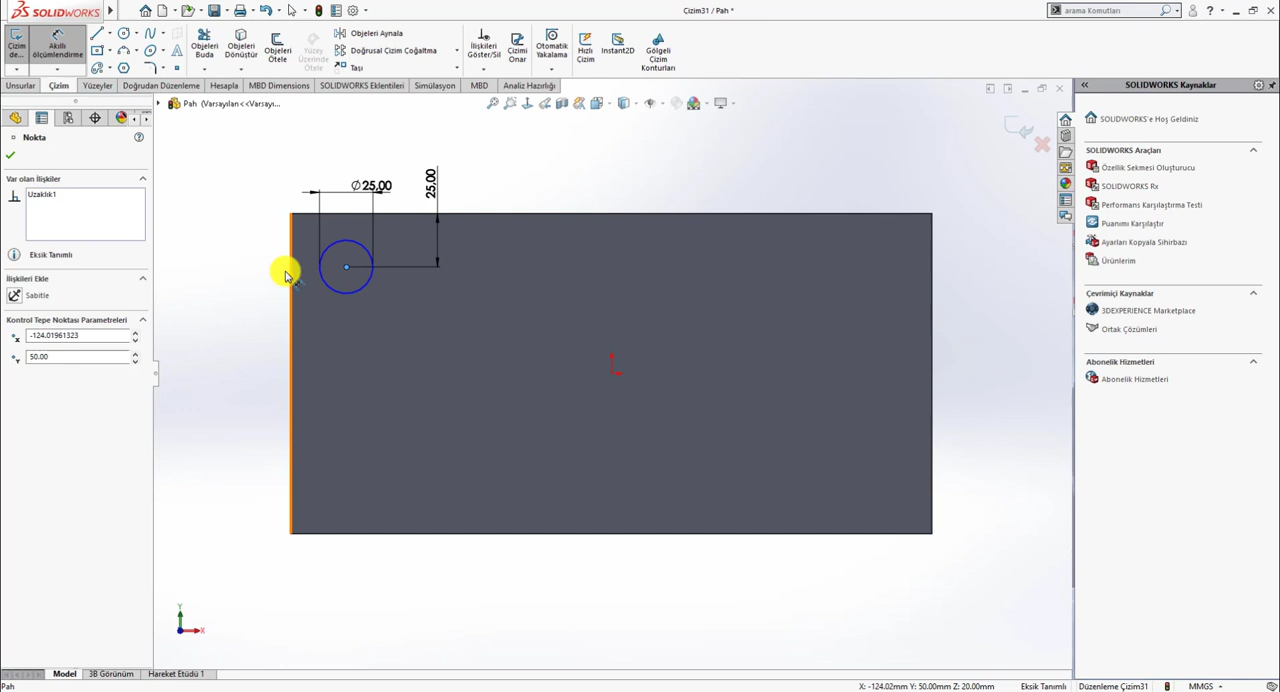 SOLIDWORKS
Çizim31 / Pah *
arama Komutları
Çizim de...
Akıllı ölçümlendirme
Objeleri Buda
Objeleri Dönüştür
Objeleri Ötele
Yüzey Üzerinde Ötele
Objeleri Aynala
Doğrusal Çizim Çoğaltma
Taşı
İlişkileri Göster/Sil
Çizimi Onar
Otomatik Yakalama
Hızlı Çizim
Instant2D
Gölgeli Çizim Konturları
Unsurlar
Çizim
Yüzeyler
Doğrudan Düzenleme
Hesapla
MBD Dimensions
SOLIDWORKS Eklentileri
Simülasyon
MBD
Analiz Hazırlığı
Pah (Varsayılan<<Varsayı...
Nokta
Var olan İlişkiler
Uzaklık1
Eksik Tanımlı
İlişkileri Ekle
Sabitle
Kontrol Tepe Noktası Parametreleri
-124.01961323
50.00
Ø25,00
25,00
Y
X
SOLIDWORKS Kaynaklar
SOLIDWORKS'e Hoş Geldiniz
SOLIDWORKS Araçları
Özellik Sekmesi Oluşturucu
SOLIDWORKS Rx
Performans Karşılaştırma Testi
Puanımı Karşılaştır
Ayarları Kopyala Sihirbazı
Ürünlerim
Çevrimiçi Kaynaklar
3DEXPERIENCE Marketplace
Ortak Çözümleri
Abonelik Hizmetleri
Abonelik Hizmetleri
Model
3B Görünüm
Hareket Etüdü 1
Pah
X: -124.02mm Y: 50.00mm Z: 20.00mm
Eksik Tanımlı
Düzenleme Çizim31
MMGS